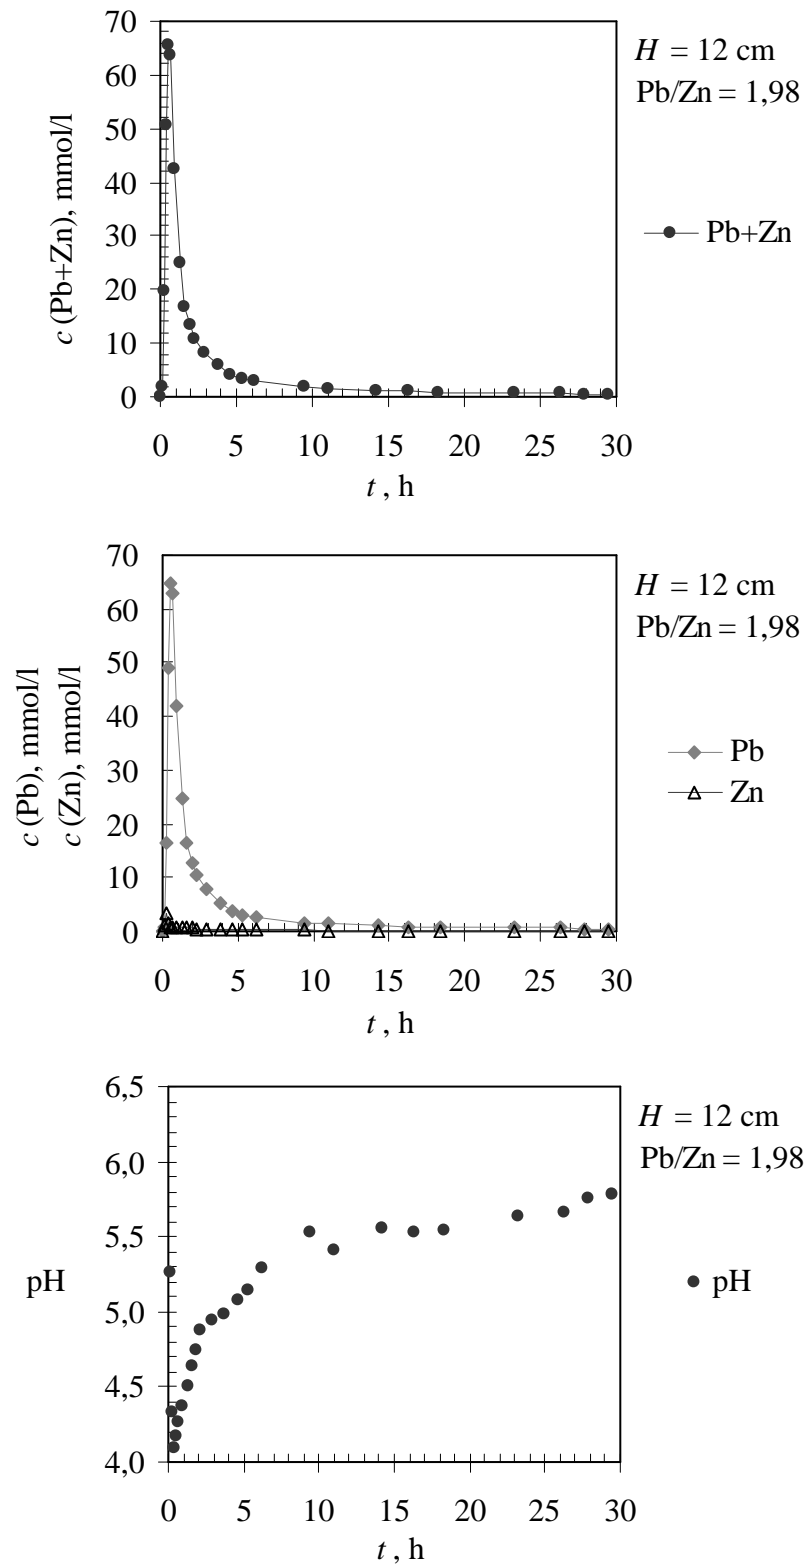 70
60
50
40
30
20
10
0
c (Pb+Zn), mmol/l
0 5 10 15 20 25 30
t , h
H = 12 cm
Pb/Zn = 1,98
Pb+Zn
70
60
50
40
30
20
10
0
c (Pb), mmol/l
c (Zn), mmol/l
0 5 10 15 20 25 30
t , h
H = 12 cm
Pb/Zn = 1,98
Pb
Zn
6,5
6,0
5,5
5,0
4,5
4,0
pH
0 5 10 15 20 25 30
t , h
H = 12 cm
Pb/Zn = 1,98
pH